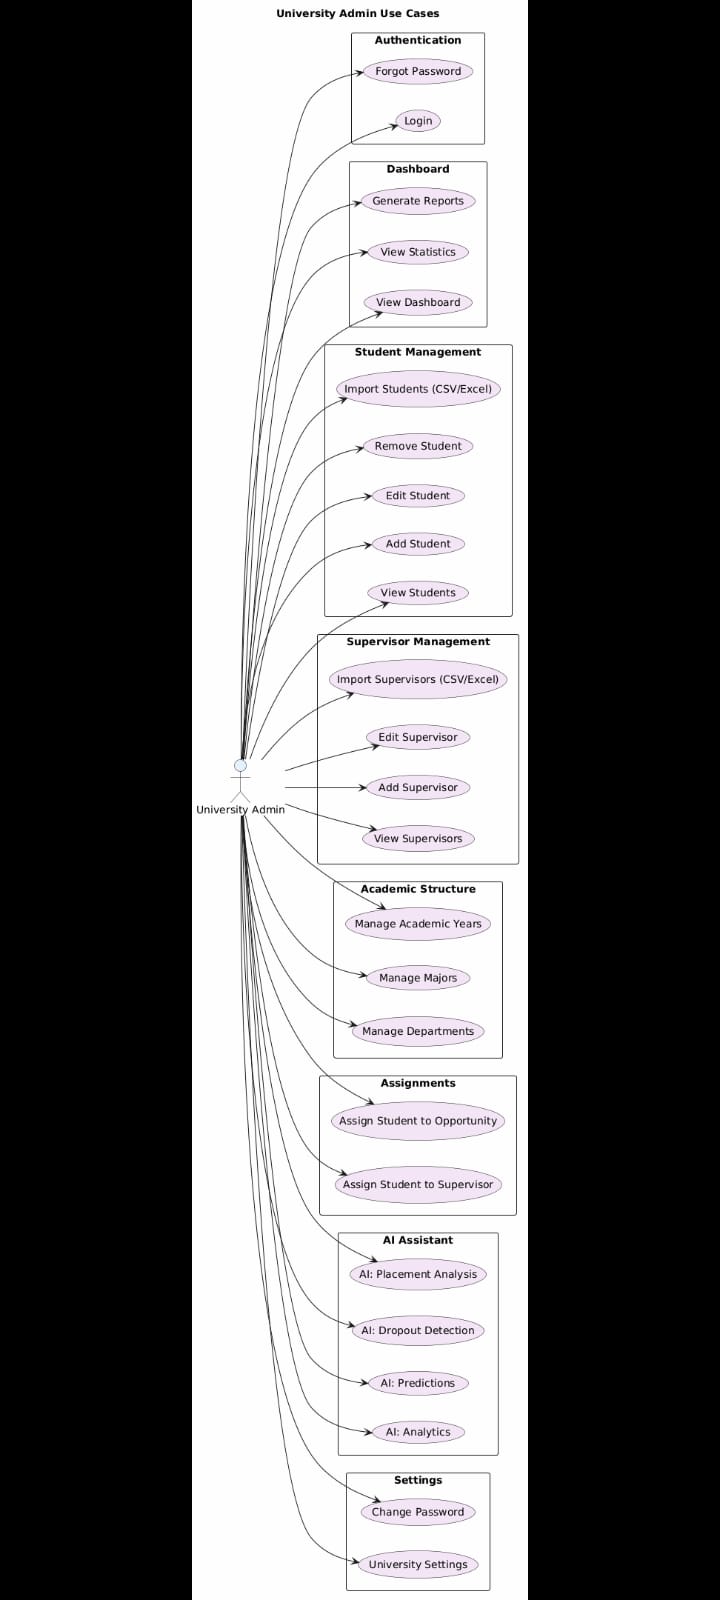 University Admin Use Cases
Authentication
Forgot Password
Login
Dashboard
Generate Reports
View Statistics
View Dashboard
Student Management
Import Students (CSV/Excel)
Remove Student
Edit Student
Add Student
View Students
Supervisor Management
Import Supervisors (CSV/Excel)
Edit Supervisor
Add Supervisor
View Supervisors
University Admin
Academic Structure
Manage Academic Years
Manage Majors
Manage Departments
Assignments
Assign Student to Opportunity
Assign Student to Supervisor
AI Assistant
AI: Placement Analysis
AI: Dropout Detection
AI: Predictions
AI: Analytics
Settings
Change Password
University Settings